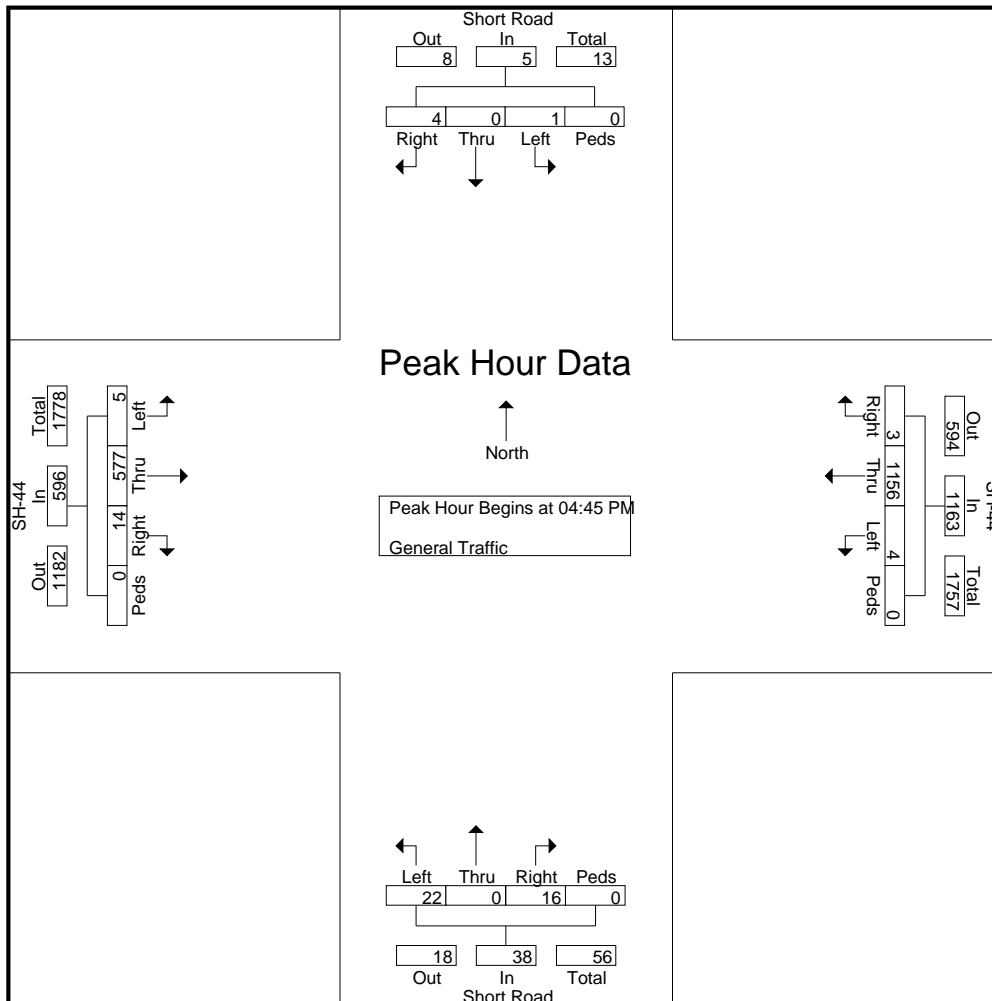 Short Road
Out In Total
8 5 13
4 0 1 0
Right Thru Left Peds
Peak Hour Data
North
Peak Hour Begins at 04:45 PM
General Traffic
SH-44
Total In Out
1778 596 1182
5 577 14 0
Left Thru Right Peds
Right Thru Left Peds
3 1156 4 0
Out In Total
594 1163 1757
SH-44
Left Thru Right Peds
22 0 16 0
18 38 56
Out In Total
Short Road